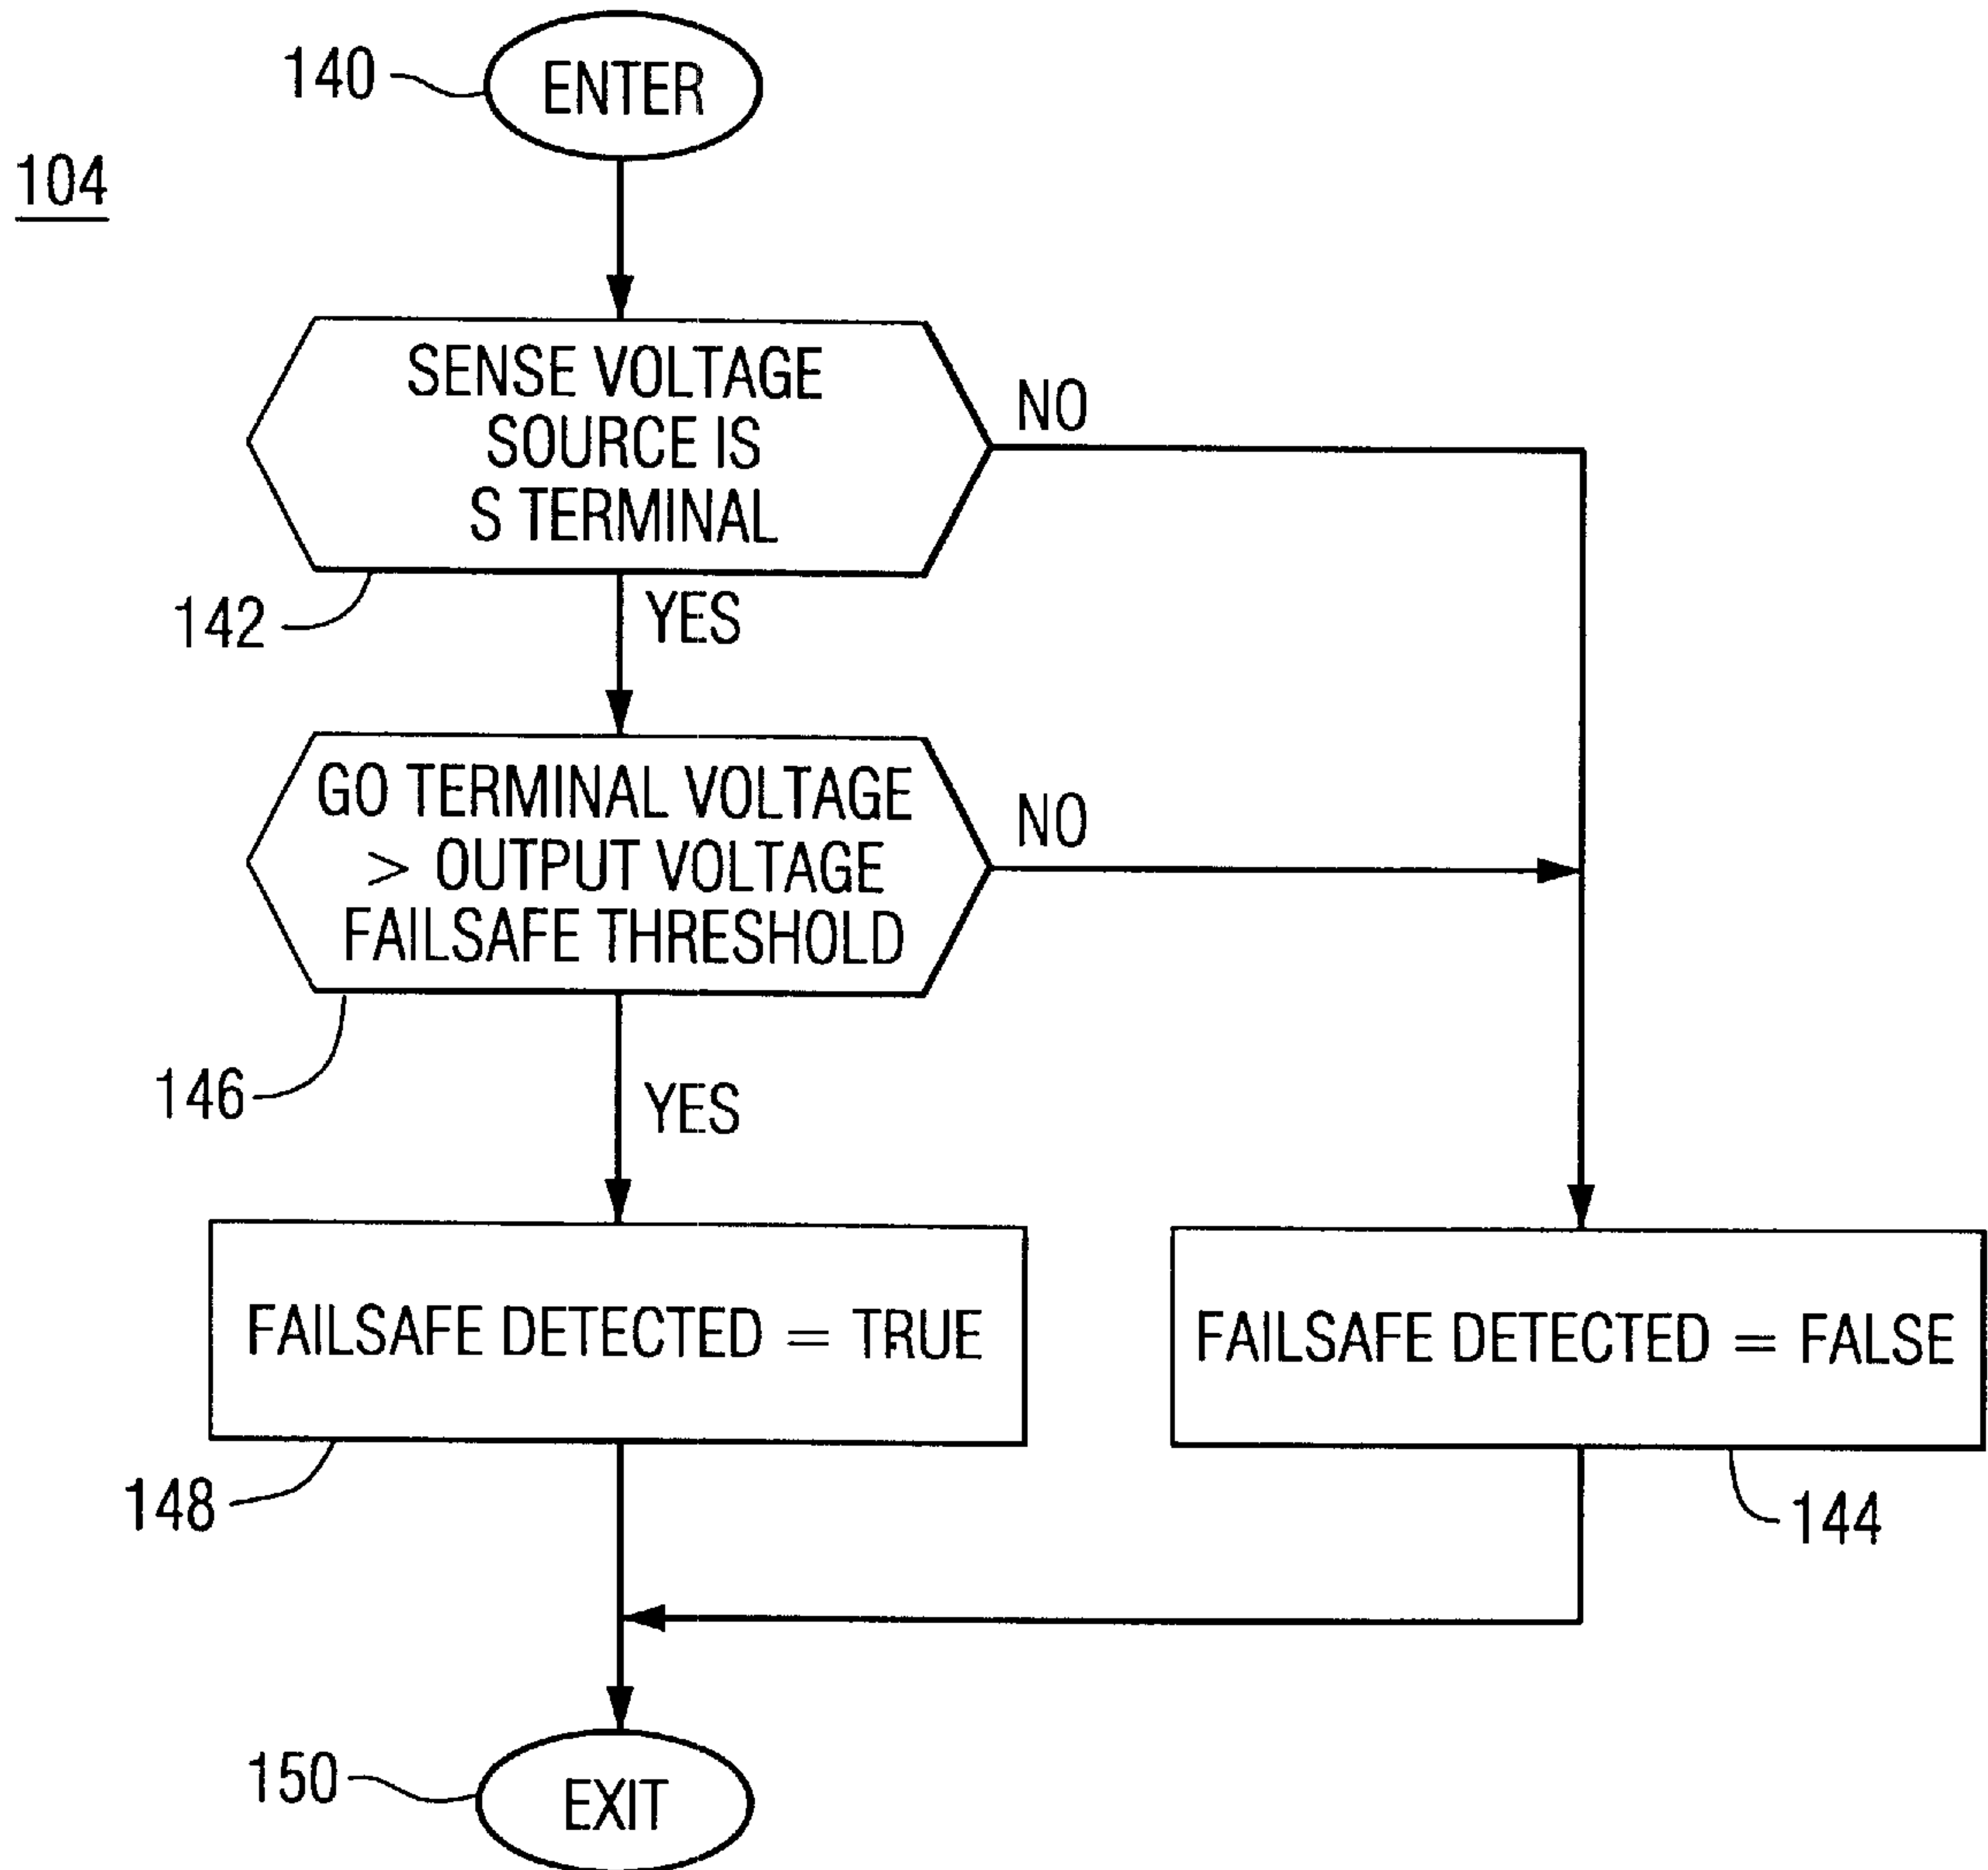 140
ENTER
104
SENSE VOLTAGE
SOURCE IS
S TERMINAL
NO
142
YES
GO TERMINAL VOLTAGE
> OUTPUT VOLTAGE
FAILSAFE THRESHOLD
NO
146
YES
FAILSAFE DETECTED = TRUE
FAILSAFE DETECTED = FALSE
148
144
150
EXIT